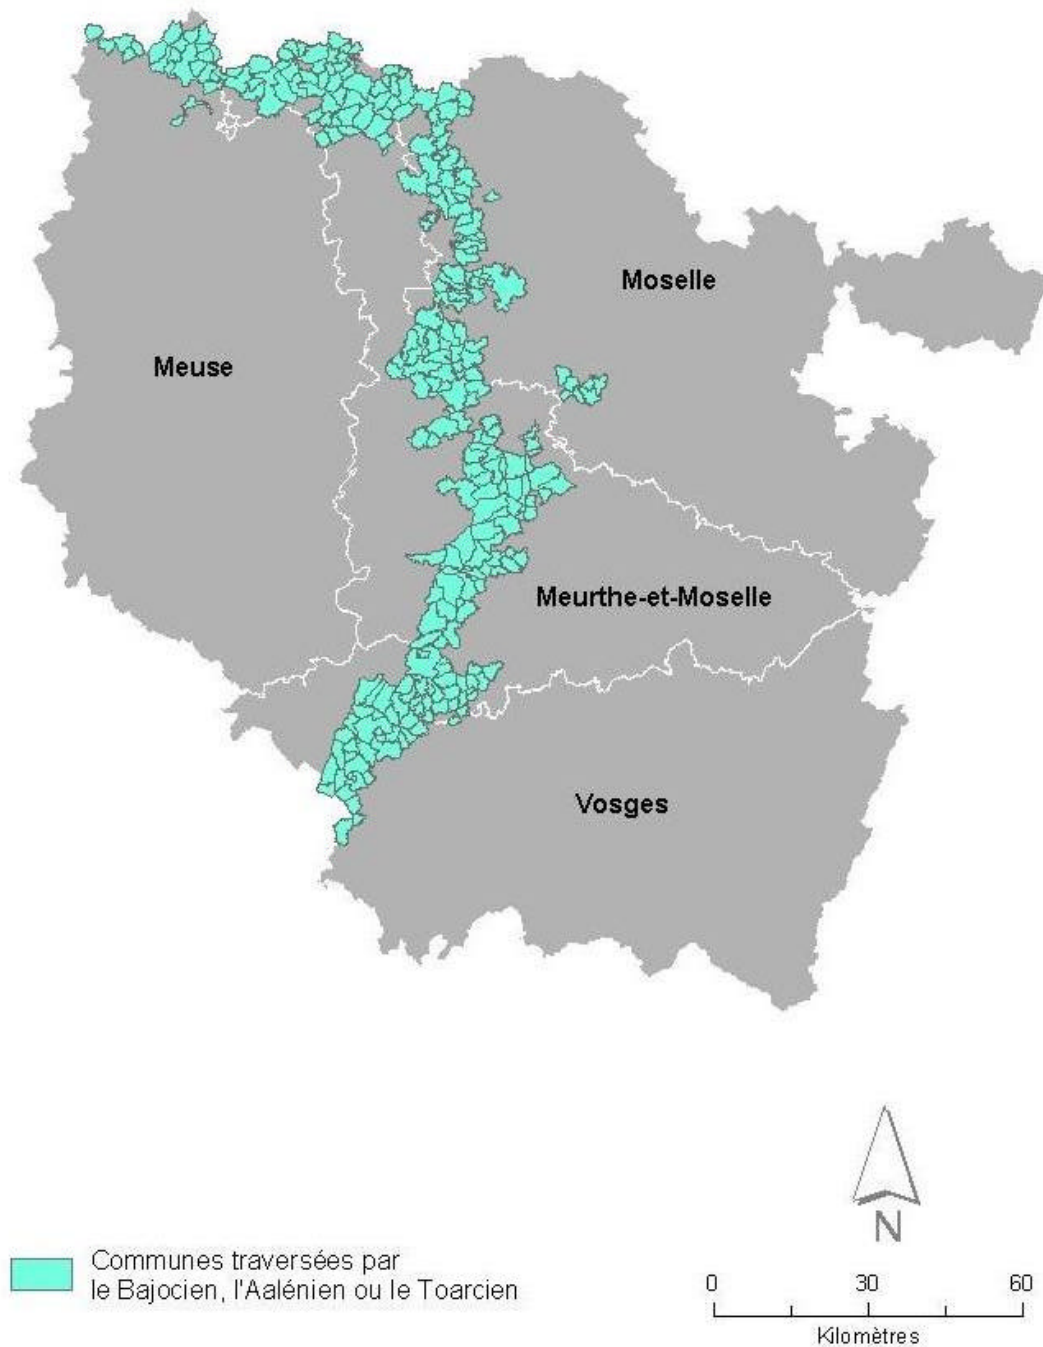 Moselle
Meuse
Meurthe-et-Moselle
Vosges
N
Communes traversées par
le Bajocien, l'Aalénien ou le Toarcien
0 30 60
Kilomètres